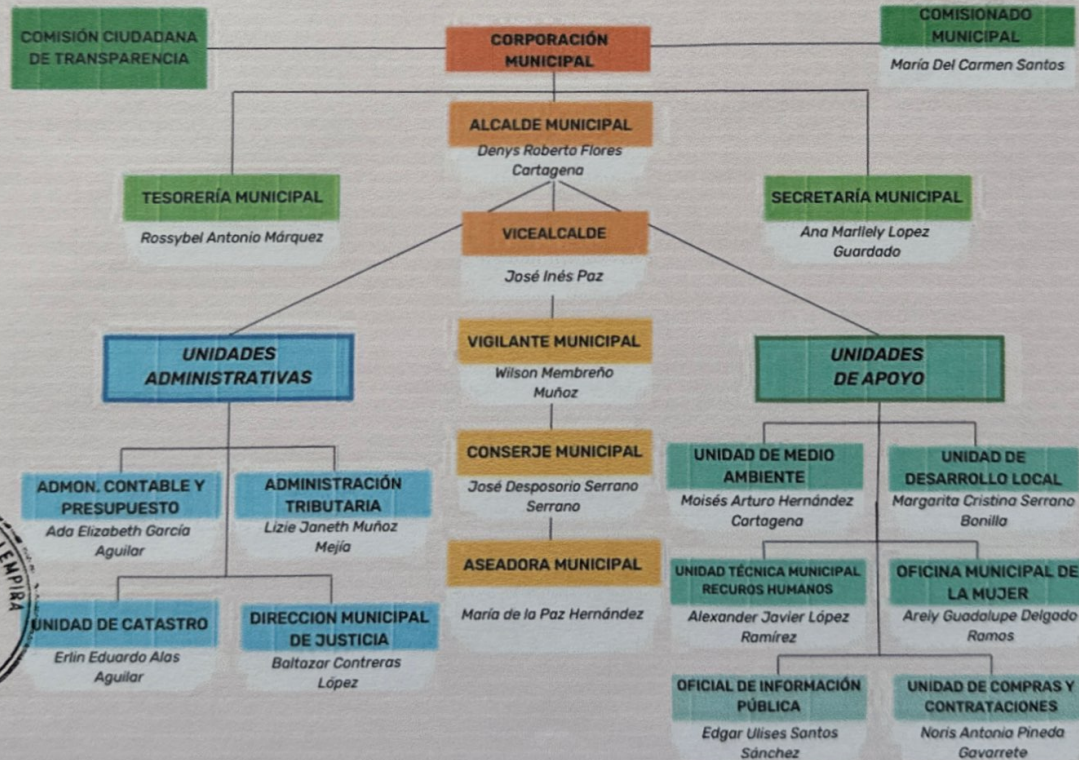 COMISIÓN CIUDADANA
DE TRANSPARENCIA
CORPORACIÓN
MUNICIPAL
COMISIONADO
MUNICIPAL
María Del Carmen Santos
ALCALDE MUNICIPAL
Denys Roberto Flores
Cartagena
TESORERÍA MUNICIPAL
Rossybel Antonio Márquez
SECRETARÍA MUNICIPAL
Ana Marliely Lopez
Guardado
VICEALCALDE
José Inés Paz
UNIDADES
ADMINISTRATIVAS
VIGILANTE MUNICIPAL
Wilson Membreño
Muñoz
UNIDADES
DE APOYO
CONSERJE MUNICIPAL
José Desposorio Serrano
Serrano
ASEADORA MUNICIPAL
María de la Paz Hernández
ADMON. CONTABLE Y
PRESUPUESTO
Ada Elizabeth García
Aguilar
ADMINISTRACIÓN
TRIBUTARIA
Lizie Janeth Muñoz
Mejía
UNIDAD DE CATASTRO
Erlin Eduardo Alas
Aguilar
DIRECCION MUNICIPAL
DE JUSTICIA
Baltazar Contreras
López
UNIDAD DE MEDIO
AMBIENTE
Moisés Arturo Hernández
Cartagena
UNIDAD DE
DESARROLLO LOCAL
Margarita Cristina Serrano
Bonilla
UNIDAD TÉCNICA MUNICIPAL
RECUROS HUMANOS
Alexander Javier López
Ramírez
OFICINA MUNICIPAL DE
LA MUJER
Arely Guadalupe Delgado
Ramos
OFICIAL DE INFORMACIÓN
PÚBLICA
Edgar Ulises Santos
Sánchez
UNIDAD DE COMPRAS Y
CONTRATACIONES
Noris Antonia Pineda
Gavarrete
LEMPIRA